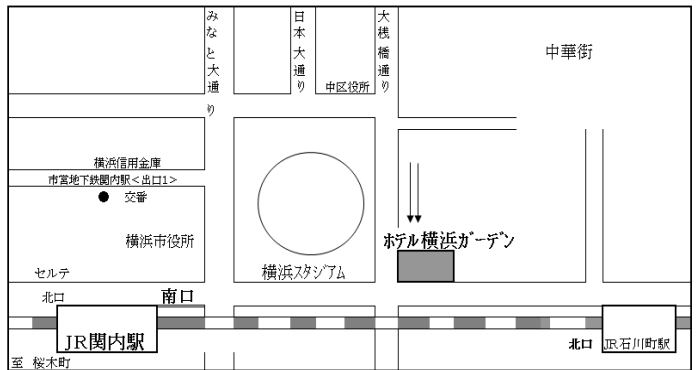 みなと大通り
日本大通り
大桟橋通り
中華街
中区役所
横浜信用金庫
市営地下鉄関内駅<出口1>
交番
横浜市役所
ホテル横浜ガーデン
セルテ
横浜スタジアム
北口
南口
JR関内駅
北口
JR石川町駅
至 桜木町